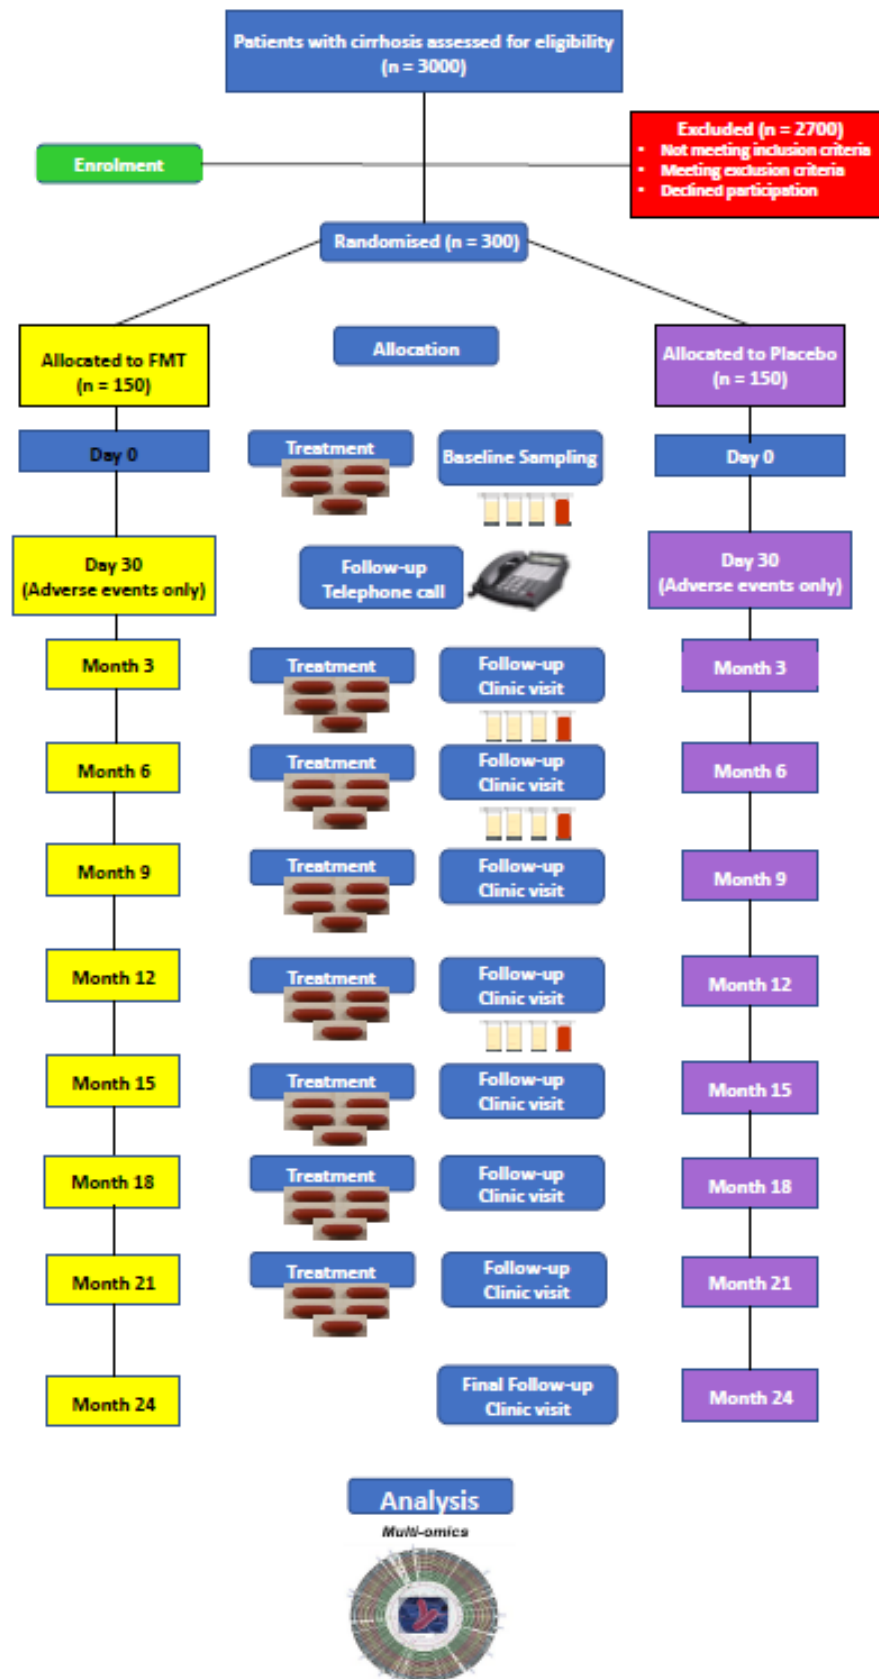 Patients with cirrhosis assessed for eligibility
(n = 3000)
Excluded (n = 2700)
• Not meeting inclusion criteria
• Meeting exclusion criteria
• Declined participation
Enrolment
Randomised (n = 300)
Allocated to FMT
(n = 150)
Allocation
Allocated to Placebo
(n = 150)
Day 0
Treatment
Baseline Sampling
Day 0
Day 30
(Adverse events only)
Follow-up
Telephone call
Day 30
(Adverse events only)
Month 3
Treatment
Follow-up
Clinic visit
Month 3
Month 6
Treatment
Follow-up
Clinic visit
Month 6
Month 9
Treatment
Follow-up
Clinic visit
Month 9
Month 12
Treatment
Follow-up
Clinic visit
Month 12
Month 15
Treatment
Follow-up
Clinic visit
Month 15
Month 18
Treatment
Follow-up
Clinic visit
Month 18
Month 21
Treatment
Follow-up
Clinic visit
Month 21
Month 24
Final Follow-up
Clinic visit
Month 24
Analysis
Multi-omics